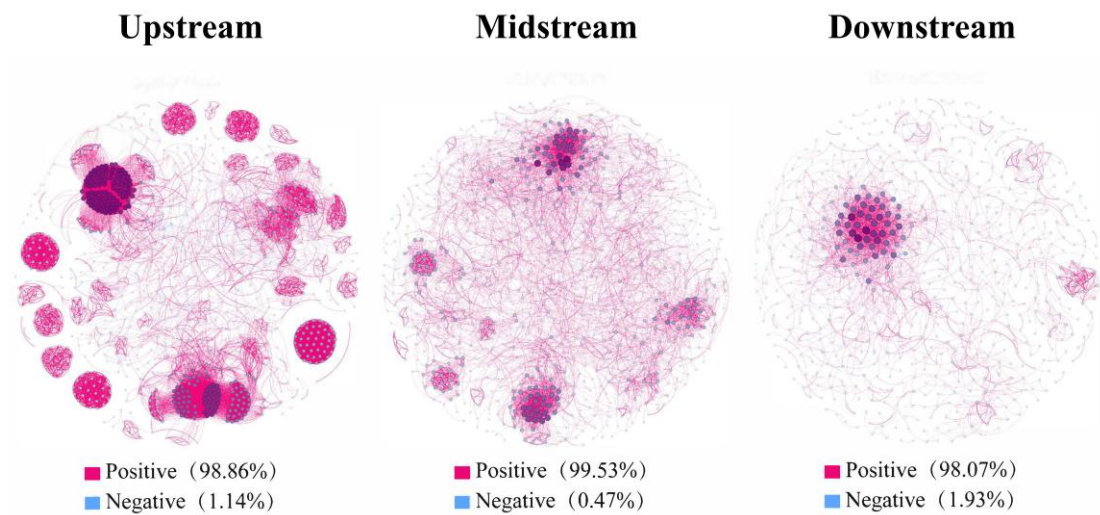 Upstream Midstream Downstream
Positive（98.86%） Positive（99.53%） Positive（98.07%）
Negative（1.14%） Negative（0.47%） Negative（1.93%）